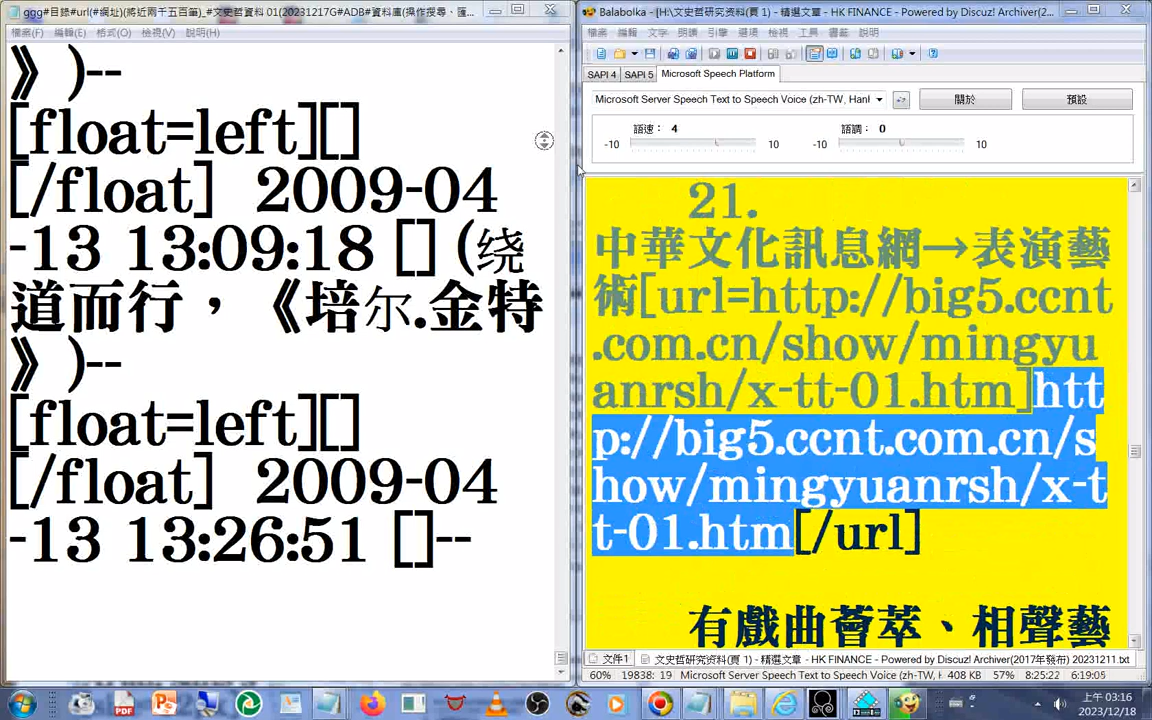 ggg#目錄#url(#網址)(將近兩千五百筆)_#文史哲資料 01(20231217G#ADB#資料庫(操作搜尋、匯...
檔案(F) 編輯(E) 格式(O) 檢視(V) 說明(H)
》)--
[float=left][]
[/float] 2009-04
-13 13:09:18 [] (绕
道而行，《培尔.金特
》)--
[float=left][]
[/float] 2009-04
-13 13:26:51 []--
Balabolka - [H:\文史哲研究资料(頁 1) - 精選文章 - HK FINANCE - Powered by Discuz! Archiver(2...
檔案 編輯 文字 朗讀 引擎 選項 檢視 工具 書籤 說明
SAPI 4 SAPI 5 Microsoft Speech Platform
Microsoft Server Speech Text to Speech Voice (zh-TW, Hanl
關於 預設
語速： 4 語調： 0
-10 10 -10 10
21.
中華文化訊息網→表演藝
術[url=http://big5.ccnt
.com.cn/show/mingyu
anrsh/x-tt-01.htm]htt
p://big5.ccnt.com.cn/s
how/mingyuanrsh/x-t
t-01.htm[/url]
有戲曲薈萃、相聲藝
文件1 文史哲研究资料(頁 1) - 精選文章 - HK FINANCE - Powered by Discuz! Archiver(2017年發布) 20231211.txt
60% 19838: 19 Microsoft Server Speech Text to Speech Voice (zh-TW, H 408 KB 57% 8:25:22 6:19:05
上午 03:16
2023/12/18